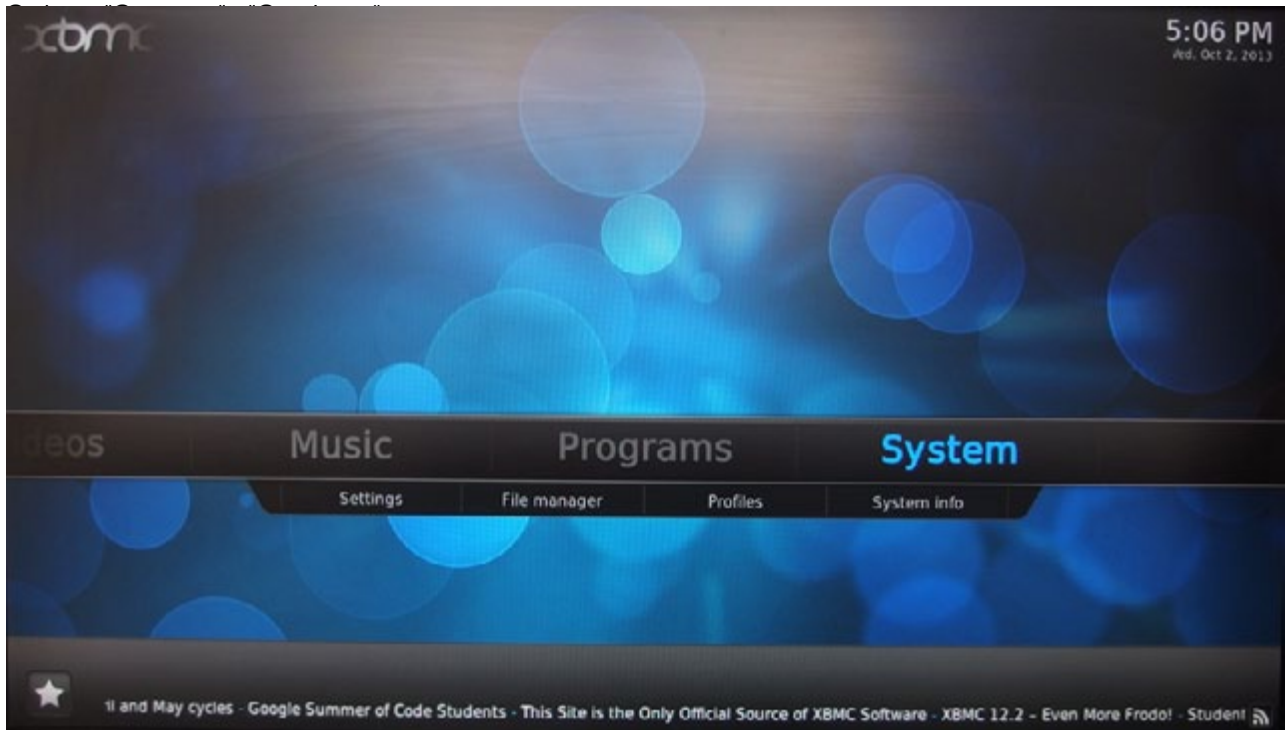 xbmc
5:06 PM
Wed, Oct 2, 2013
Music
Programs
System
Settings
File manager
Profiles
System info
and May cycles - Google Summer of Code Students - This Site is the Only Official Source of XBMC Software - XBMC 12.2 - Even More Frodo! - Student